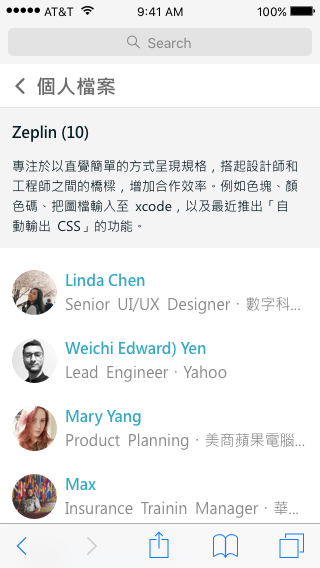 AT&T 9:41 AM 100%
Search
個人檔案
Zeplin (10)
專注於以直覺簡單的方式呈現規格，搭起設計師和
工程師之間的橋樑，增加合作效率。例如色塊、顏
色碼、把圖檔輸入至 xcode，以及最近推出「自
動輸出 CSS」的功能。
Linda Chen
Senior UI/UX Designer · 數字科...
Weichi Edward) Yen
Lead Engineer · Yahoo
Mary Yang
Product Planning · 美商蘋果電腦...
Max
Insurance Trainin Manager · 華...